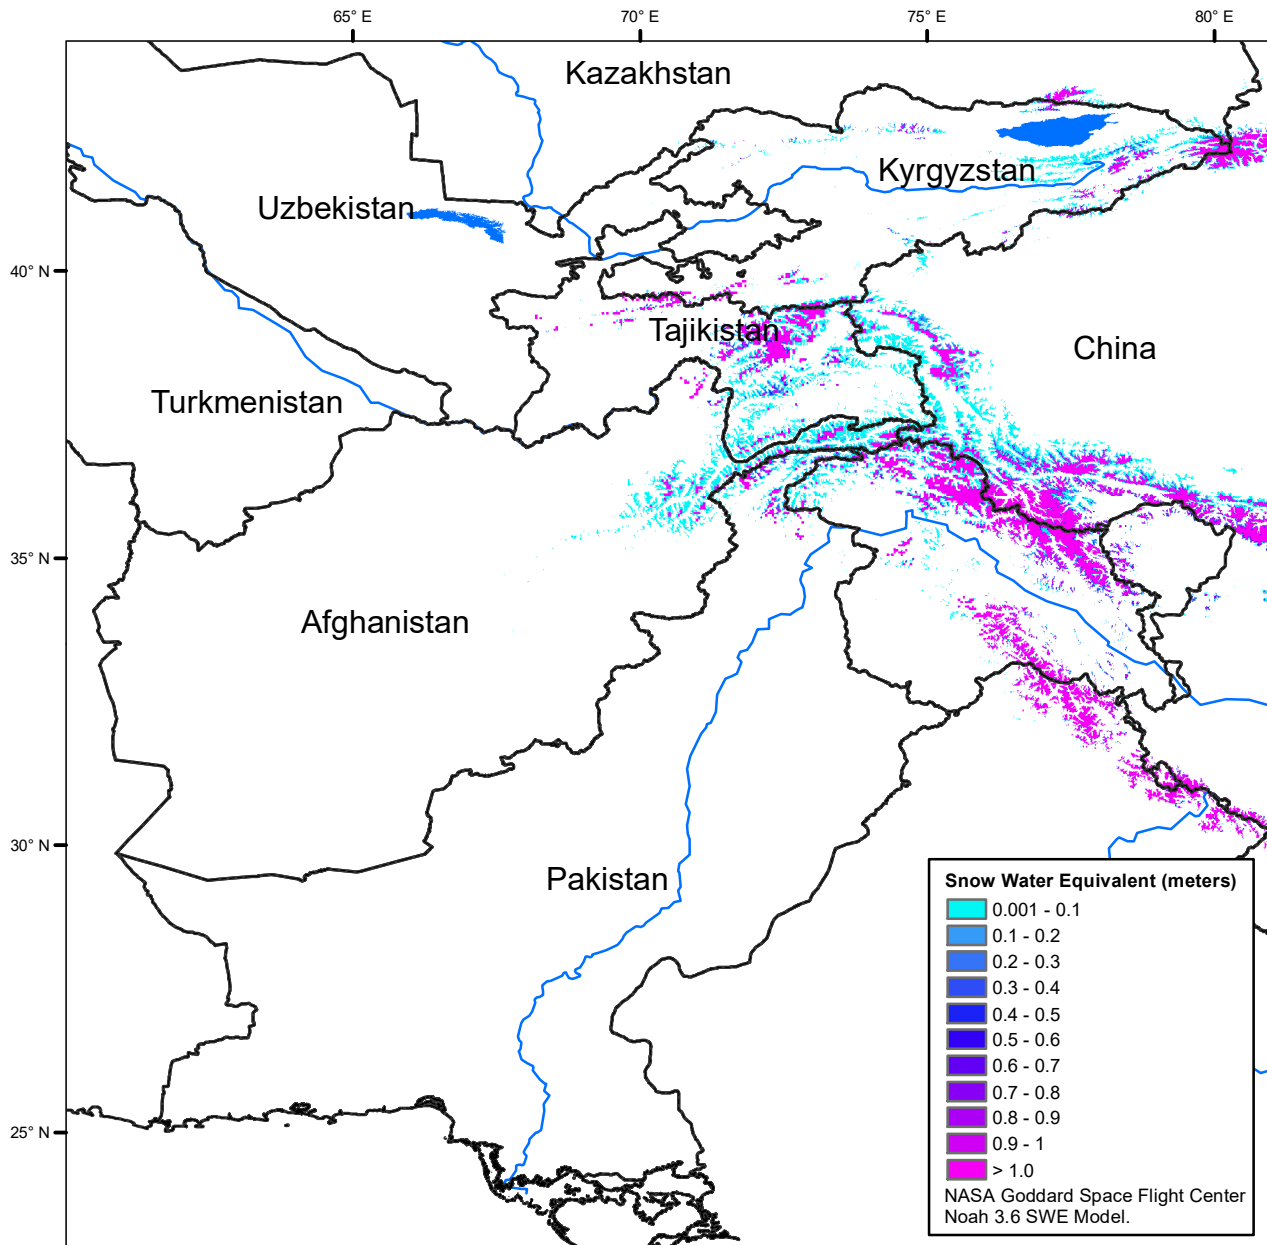 65° E
70° E
75° E
80° E
Kazakhstan
Kyrgyzstan
Uzbekistan
40° N
Tajikistan
China
Turkmenistan
35° N
Afghanistan
30° N
Pakistan
25° N
Snow Water Equivalent (meters)
0.001 - 0.1
0.1 - 0.2
0.2 - 0.3
0.3 - 0.4
0.4 - 0.5
0.5 - 0.6
0.6 - 0.7
0.7 - 0.8
0.8 - 0.9
0.9 - 1
> 1.0
NASA Goddard Space Flight Center
Noah 3.6 SWE Model.